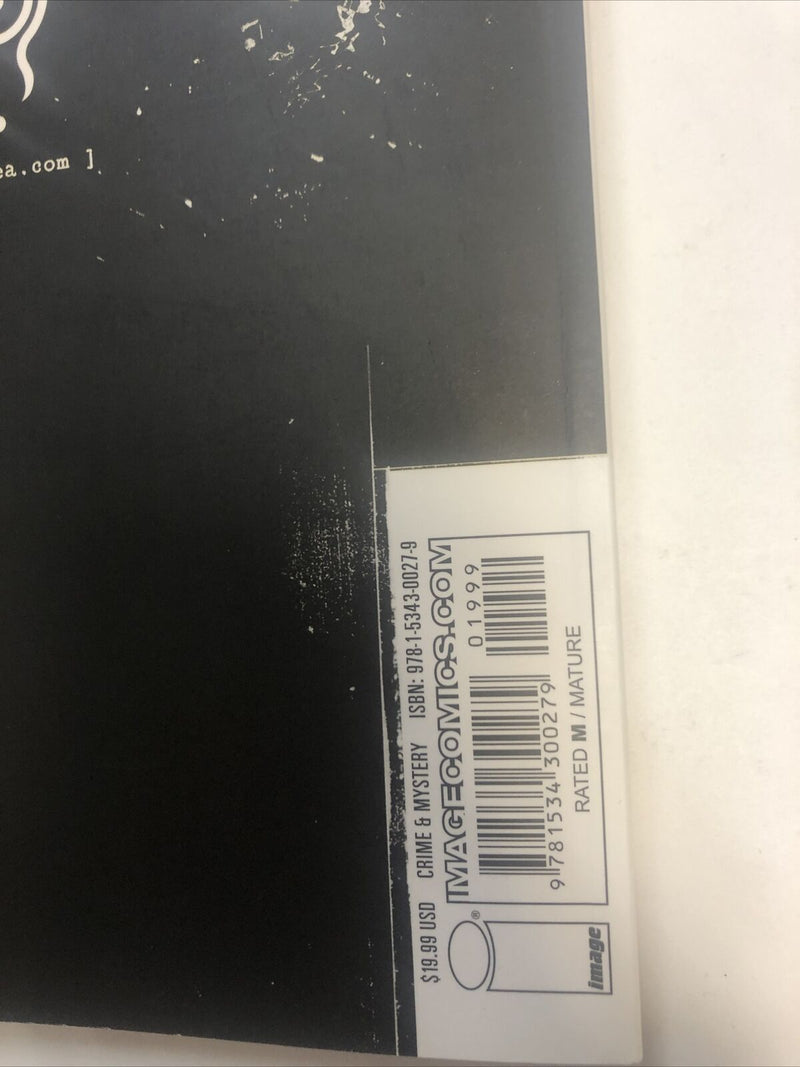 ea.com ]
$19.99 USD CRIME & MYSTERY ISBN: 978-1-5343-0027-9
IMAGECOMICS.COM
01999
9 781534 300279
RATED M / MATURE
®
image